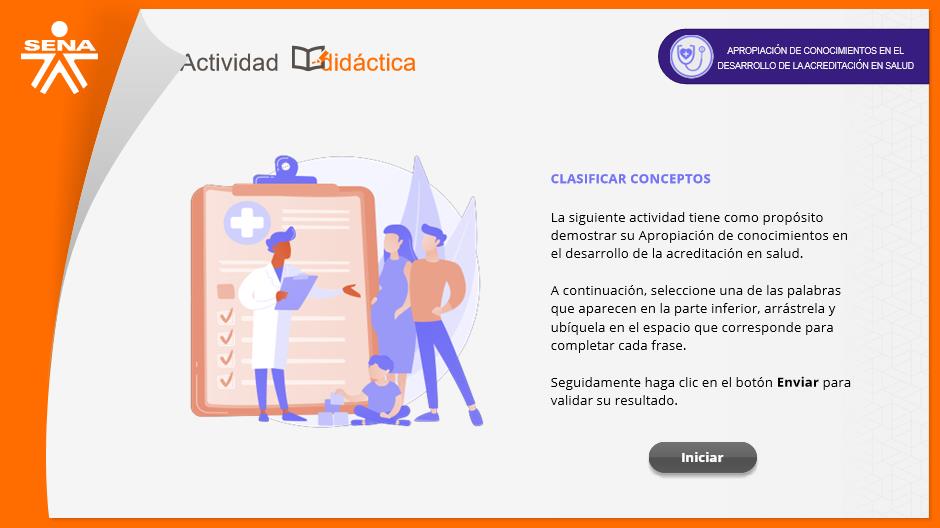 SENA
Actividad didáctica
APROPIACIÓN DE CONOCIMIENTOS EN EL
DESARROLLO DE LA ACREDITACIÓN EN SALUD
CLASIFICAR CONCEPTOS
La siguiente actividad tiene como propósito
demostrar su Apropiación de conocimientos en
el desarrollo de la acreditación en salud.
A continuación, seleccione una de las palabras
que aparecen en la parte inferior, arrástrela y
ubíquela en el espacio que corresponde para
completar cada frase.
Seguidamente haga clic en el botón Enviar para
validar su resultado.
Iniciar